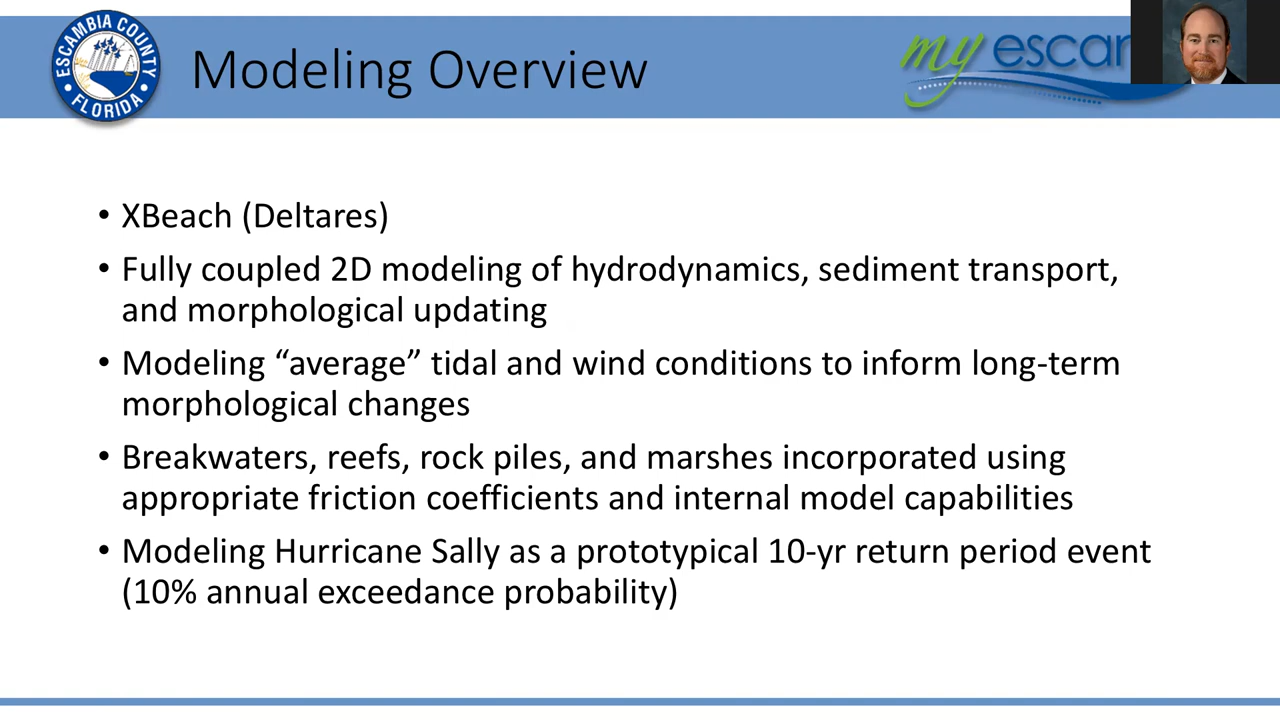 ESCAMBIA COUNTY
FLORIDA
Modeling Overview
my escam
• XBeach (Deltares)
• Fully coupled 2D modeling of hydrodynamics, sediment transport,
and morphological updating
• Modeling “average” tidal and wind conditions to inform long-term
morphological changes
• Breakwaters, reefs, rock piles, and marshes incorporated using
appropriate friction coefficients and internal model capabilities
• Modeling Hurricane Sally as a prototypical 10-yr return period event
(10% annual exceedance probability)